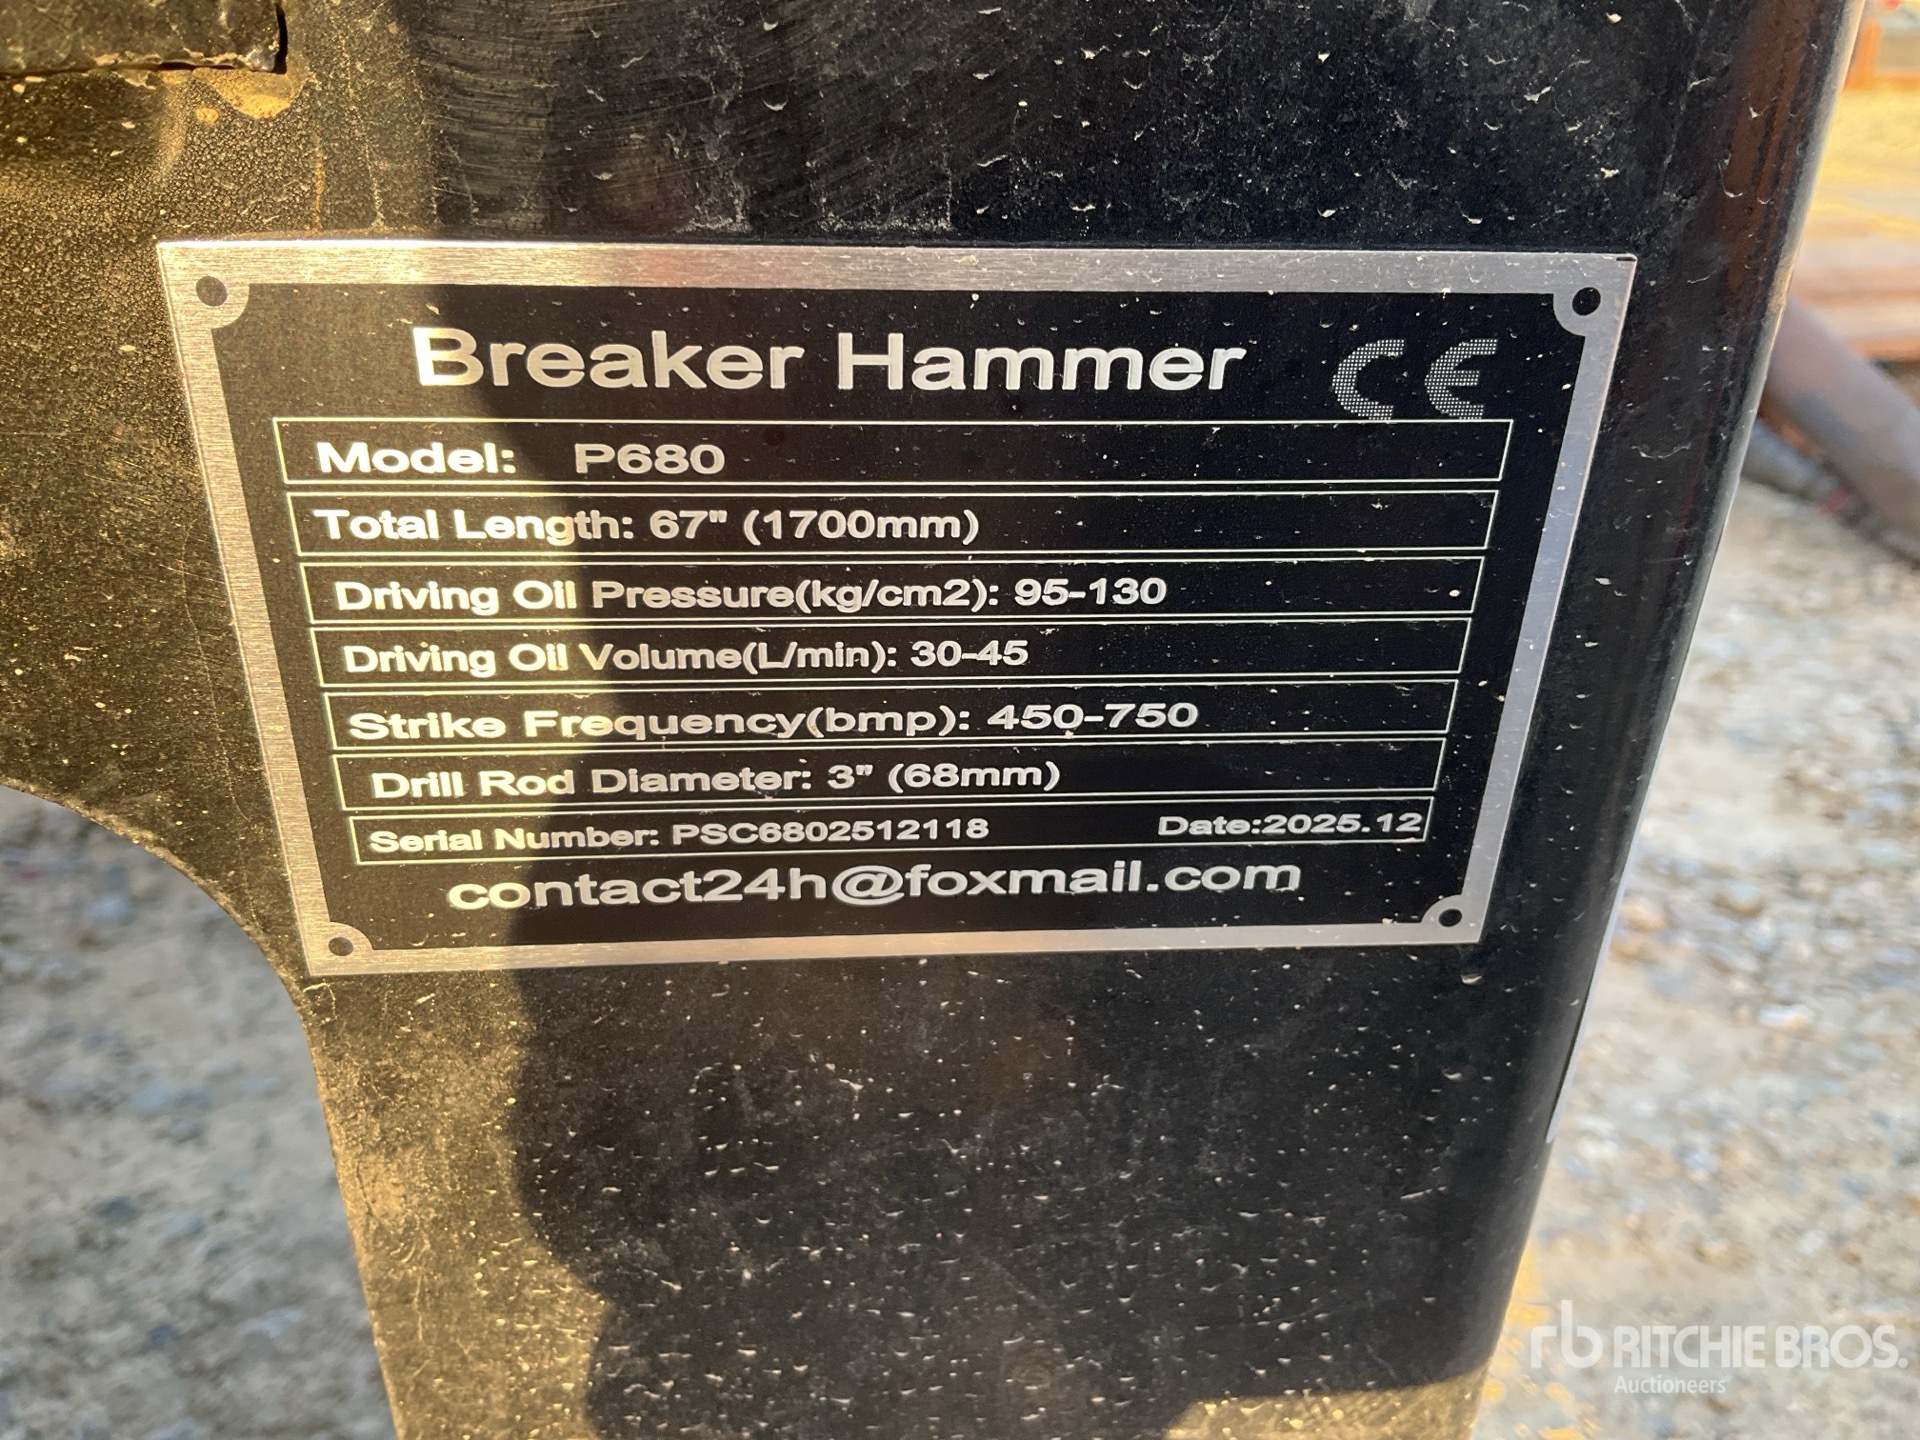 Breaker Hammer CE
Model: P680
Total Length: 67" (1700mm)
Driving Oil Pressure(kg/cm2): 95-130
Driving Oil Volume(L/min): 30-45
Strike Frequency(bmp): 450-750
Drill Rod Diameter: 3" (68mm)
Serial Number: PSC6802512118 Date:2025.12
contact24h@foxmail.com
rb RITCHIE BROS.
Auctioneers